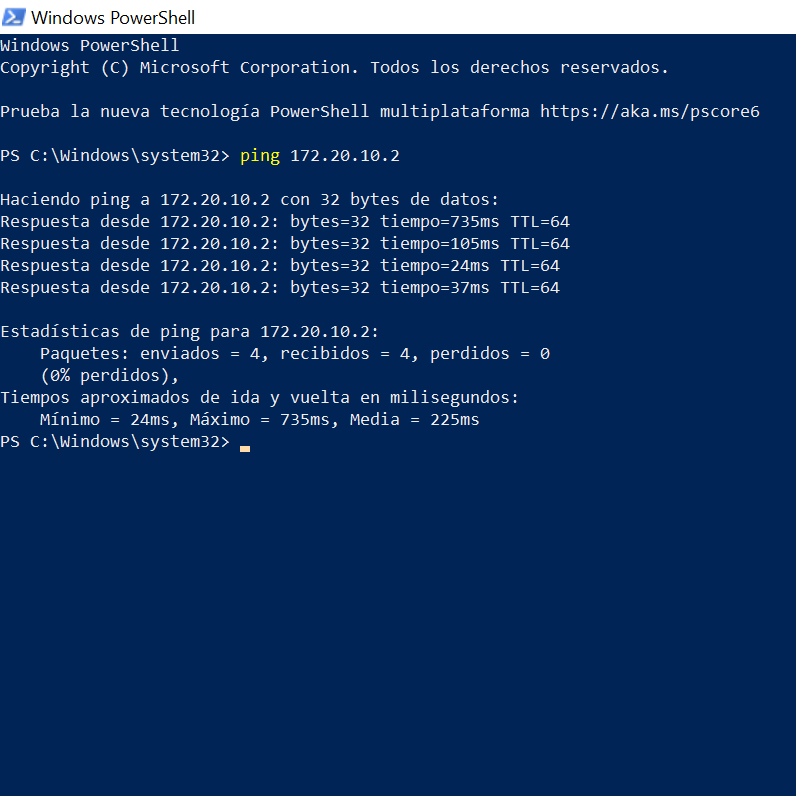 Windows PowerShell
Windows PowerShell
Copyright (C) Microsoft Corporation. Todos los derechos reservados.
Prueba la nueva tecnología PowerShell multiplataforma https://aka.ms/pscore6
PS C:\Windows\system32> ping 172.20.10.2
Haciendo ping a 172.20.10.2 con 32 bytes de datos:
Respuesta desde 172.20.10.2: bytes=32 tiempo=735ms TTL=64
Respuesta desde 172.20.10.2: bytes=32 tiempo=105ms TTL=64
Respuesta desde 172.20.10.2: bytes=32 tiempo=24ms TTL=64
Respuesta desde 172.20.10.2: bytes=32 tiempo=37ms TTL=64
Estadísticas de ping para 172.20.10.2:
Paquetes: enviados = 4, recibidos = 4, perdidos = 0
(0% perdidos),
Tiempos aproximados de ida y vuelta en milisegundos:
Mínimo = 24ms, Máximo = 735ms, Media = 225ms
PS C:\Windows\system32>